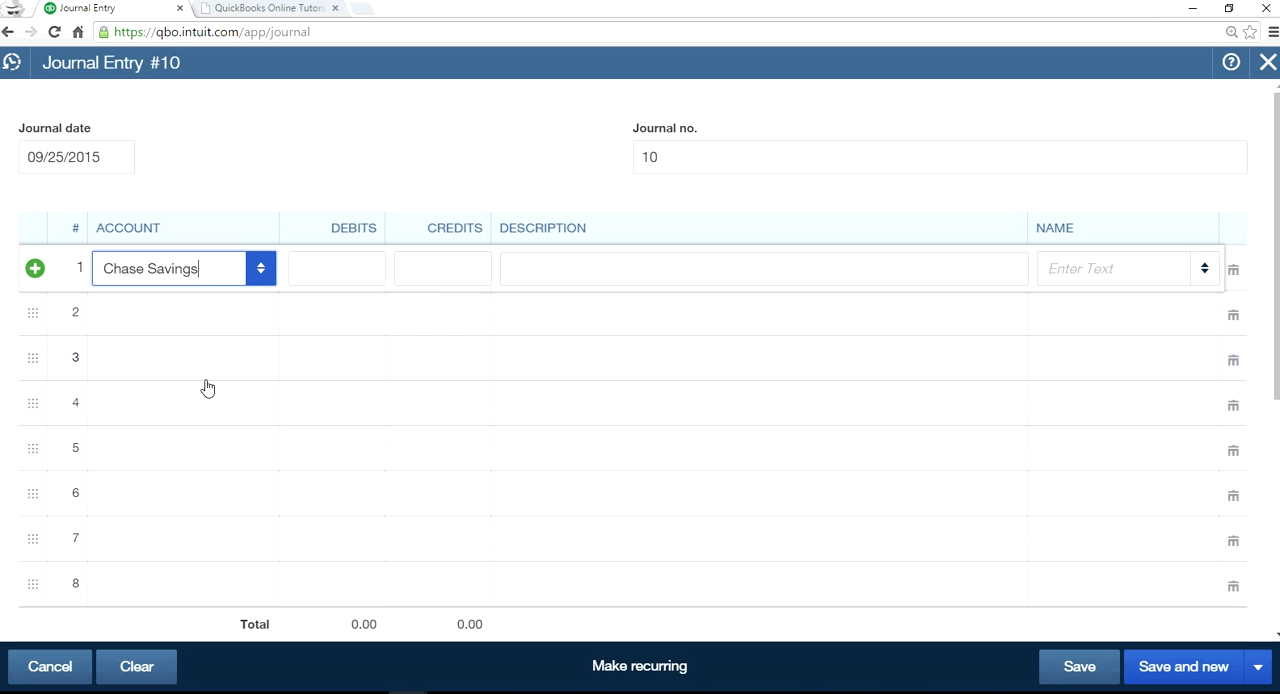 Journal Entry
QuickBooks Online Tutori
https://qbo.intuit.com/app/journal
Journal Entry #10
Journal date
Journal no.
09/25/2015
10
# ACCOUNT DEBITS CREDITS DESCRIPTION NAME
1 Chase Savings Enter Text
2
3
4
5
6
7
8
Total 0.00 0.00
Cancel Clear Make recurring Save Save and new